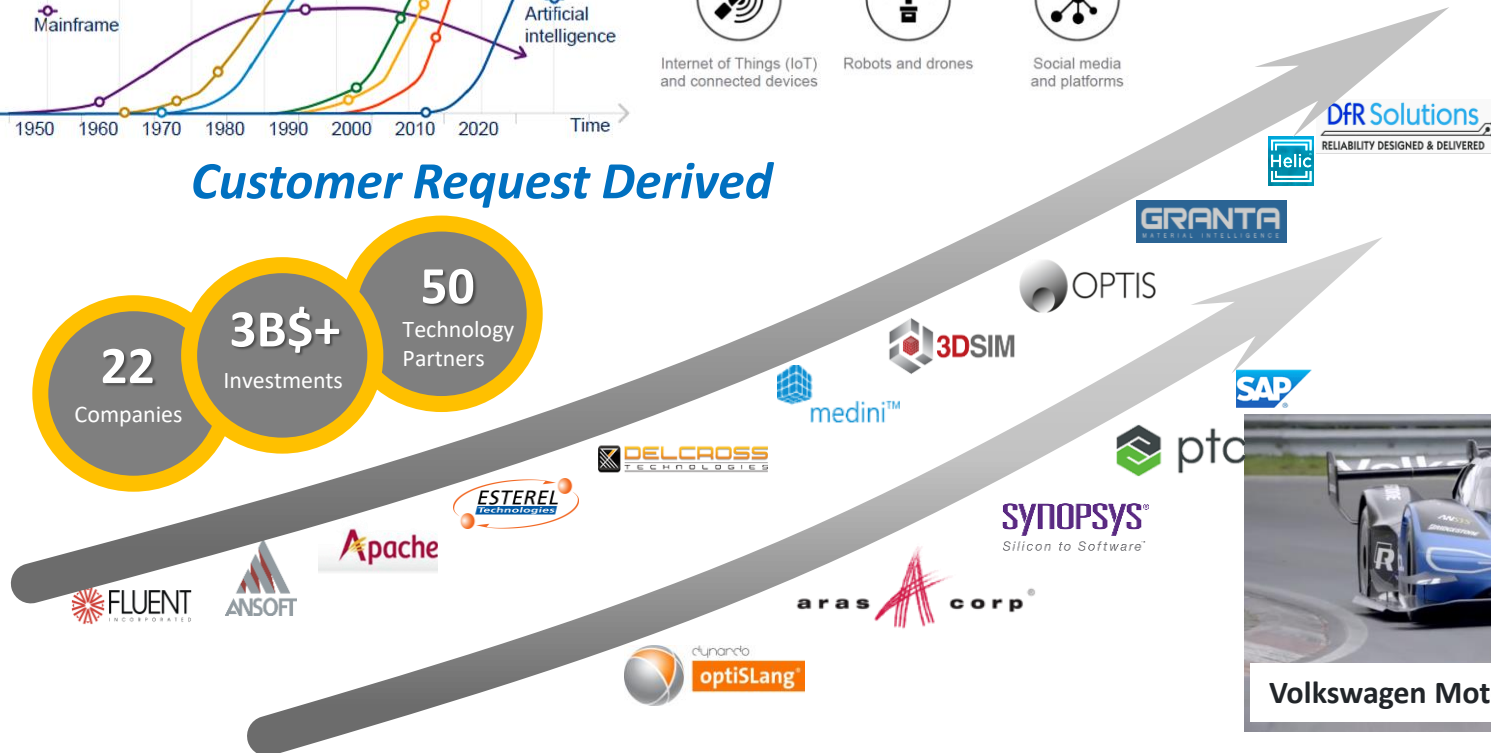 Mainframe
Artificial
intelligence
1950 1960 1970 1980 1990 2000 2010 2020 Time
Internet of Things (IoT)
and connected devices
Robots and drones
Social media
and platforms
Customer Request Derived
22
Companies
3B$+
Investments
50
Technology
Partners
DfR Solutions
RELIABILITY DESIGNED & DELIVERED
Helic
GRANTA
MATERIAL INTELLIGENCE
OPTIS
3DSIM
medini™
DELCROSS
TECHNOLOGIES
ESTEREL
Technologies
Apache
ANSOFT
FLUENT
INCORPORATED
SAP
ptc
SYNOPSYS®
Silicon to Software™
aras corp®
dynardo
optiSLang®
ANSYS
BRIDGESTONE
R
Volkswagen Mot